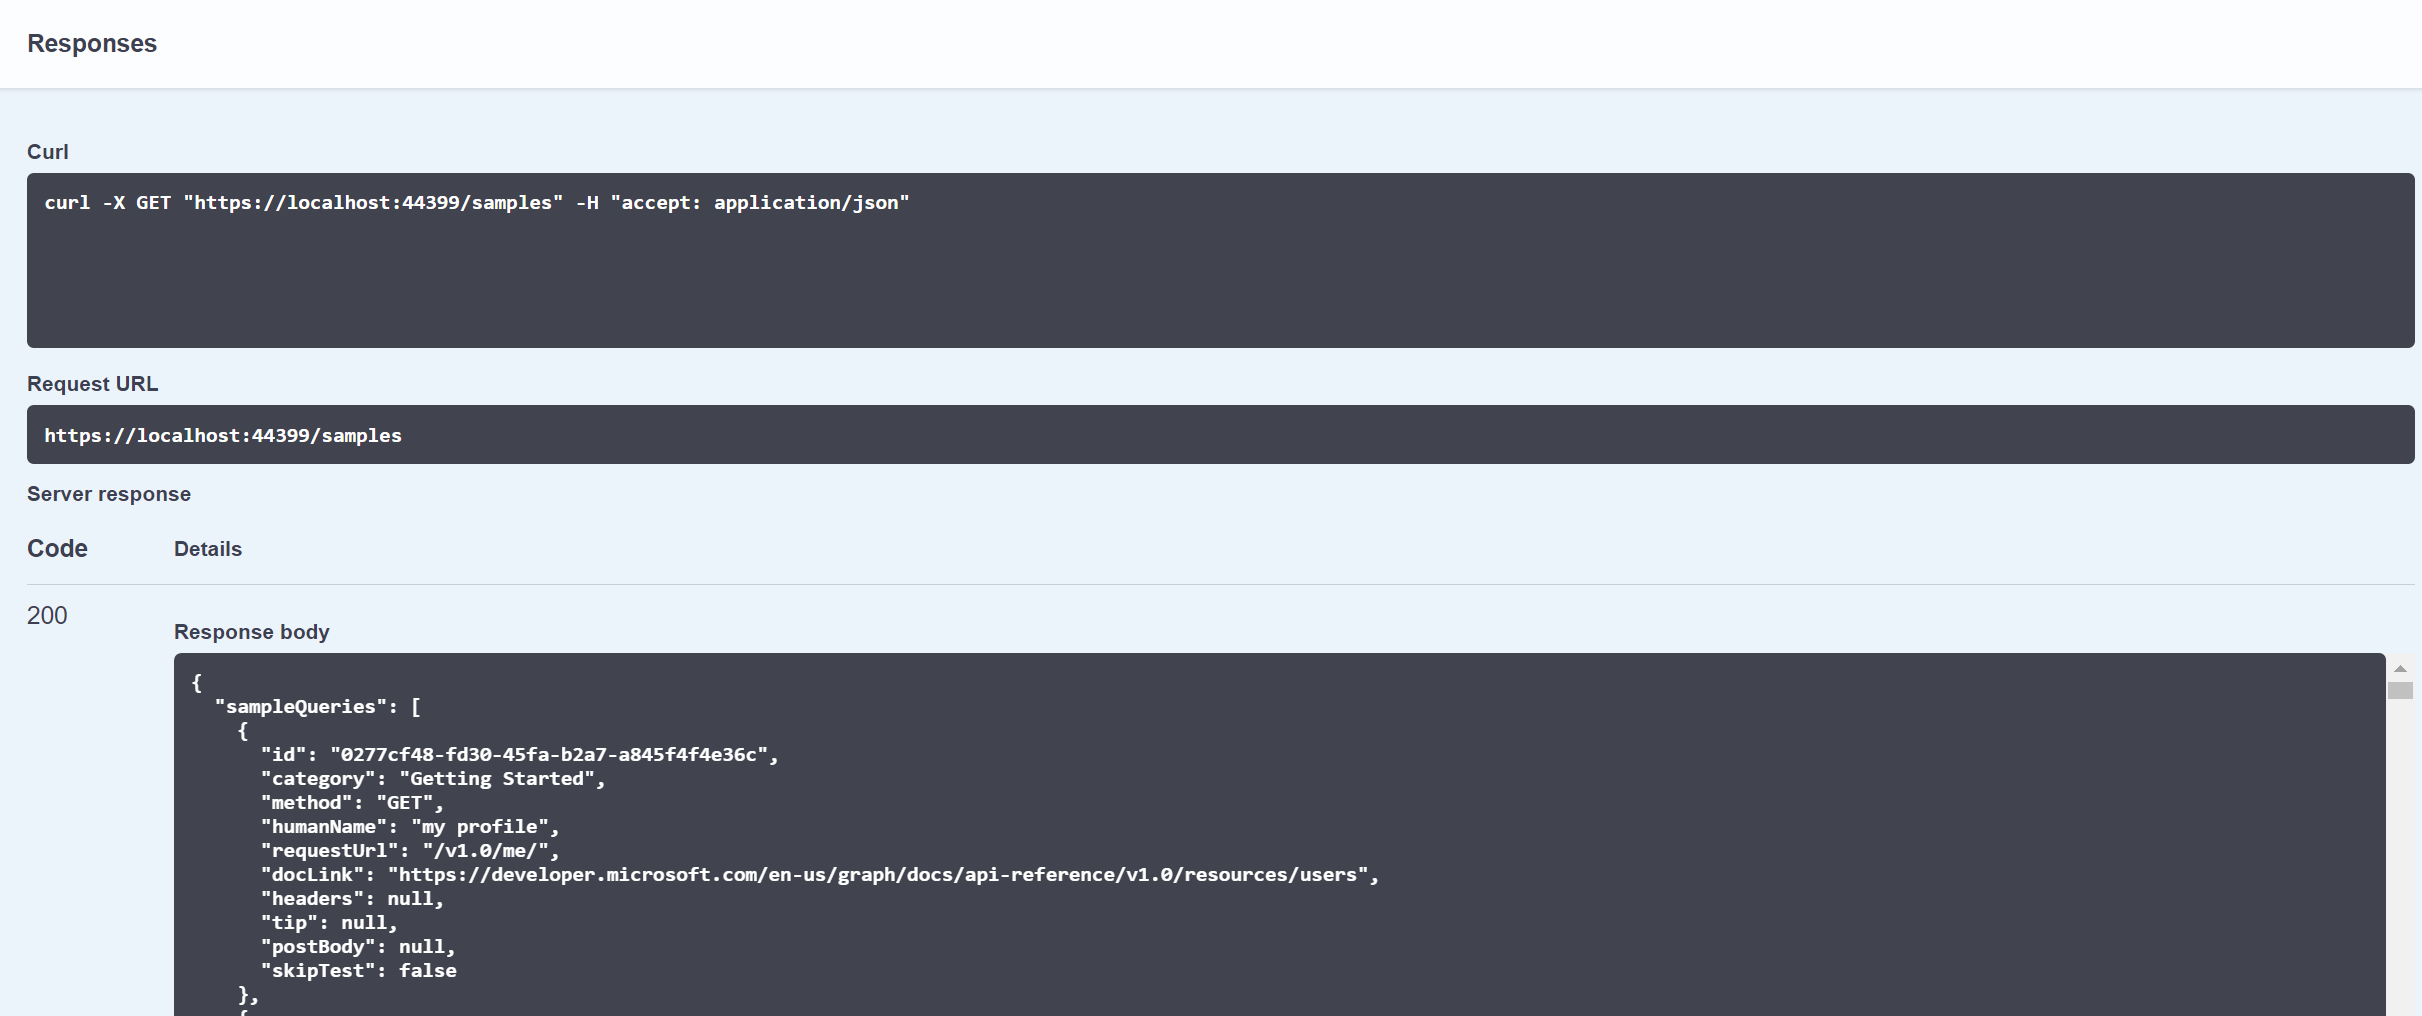 Responses
Curl
curl -X GET "https://localhost:44399/samples" -H "accept: application/json"
Request URL
https://localhost:44399/samples
Server response
Code Details
200
Response body
{
"sampleQueries": [
{
"id": "0277cf48-fd30-45fa-b2a7-a845f4f4e36c",
"category": "Getting Started",
"method": "GET",
"humanName": "my profile",
"requestUrl": "/v1.0/me/",
"docLink": "https://developer.microsoft.com/en-us/graph/docs/api-reference/v1.0/resources/users",
"headers": null,
"tip": null,
"postBody": null,
"skipTest": false
},
{